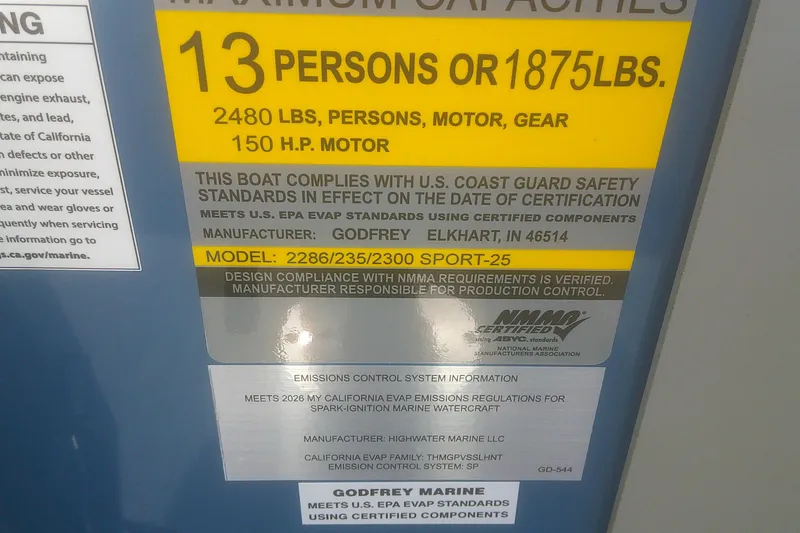 NG
ntaining
can expose
engine exhaust,
tes, and lead,
tate of California
n defects or other
minimize exposure,
st, service your vessel
ea and wear gloves or
quently when servicing
e information go to
s.ca.gov/marine.
MAXIMUM CAPACITIES
13 PERSONS OR 1875 LBS.
2480 LBS, PERSONS, MOTOR, GEAR
150 H.P. MOTOR
THIS BOAT COMPLIES WITH U.S. COAST GUARD SAFETY
STANDARDS IN EFFECT ON THE DATE OF CERTIFICATION
MEETS U.S. EPA EVAP STANDARDS USING CERTIFIED COMPONENTS
MANUFACTURER: GODFREY ELKHART, IN 46514
MODEL: 2286/235/2300 SPORT-25
DESIGN COMPLIANCE WITH NMMA REQUIREMENTS IS VERIFIED.
MANUFACTURER RESPONSIBLE FOR PRODUCTION CONTROL.
NMMA
CERTIFIED
using ABYC. standards
NATIONAL MARINE
MANUFACTURERS ASSOCIATION
EMISSIONS CONTROL SYSTEM INFORMATION
MEETS 2026 MY CALIFORNIA EVAP EMISSIONS REGULATIONS FOR
SPARK-IGNITION MARINE WATERCRAFT
MANUFACTURER: HIGHWATER MARINE LLC
CALIFORNIA EVAP FAMILY: THMGPVSSLHNT
EMISSION CONTROL SYSTEM: SP
GD-544
GODFREY MARINE
MEETS U.S. EPA EVAP STANDARDS
USING CERTIFIED COMPONENTS